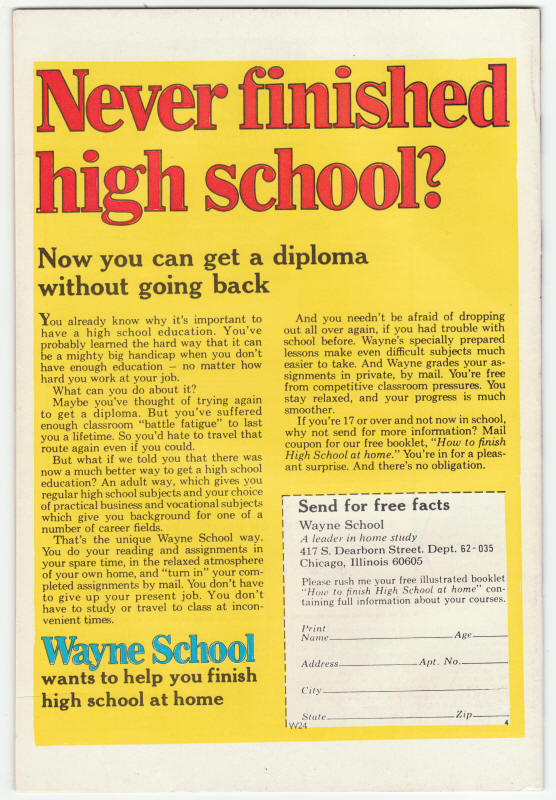 Never finished
high school?
Now you can get a diploma
without going back
You already know why it's important to
have a high school education. You've
probably learned the hard way that it can
be a mighty big handicap when you don't
have enough education — no matter how
hard you work at your job.
What can you do about it?
Maybe you've thought of trying again
to get a diploma. But you've suffered
enough classroom “battle fatigue” to last
you a lifetime. So you'd hate to travel that
route again even if you could.
But what if we told you that there was
now a much better way to get a high school
education? An adult way, which gives you
regular high school subjects and your choice
of practical business and vocational subjects
which give you background for one of a
number of career fields.
That's the unique Wayne School way.
You do your reading and assignments in
your spare time, in the relaxed atmosphere
of your own home, and “turn in” your com-
pleted assignments by mail. You don't have
to give up your present job. You don't
have to study or travel to class at incon-
venient times.
Wayne School
wants to help you finish
high school at home
And you needn't be afraid of dropping
out all over again, if you had trouble with
school before. Wayne's specially prepared
lessons make even difficult subjects much
easier to take. And Wayne grades your as-
signments in private, by mail. You're free
from competitive classroom pressures. You
stay relaxed, and your progress is much
smoother.
If you're 17 or over and not now in school,
why not send for more information? Mail
coupon for our free booklet, “How to finish
High School at home.” You're in for a pleas-
ant surprise. And there's no obligation.
Send for free facts
Wayne School
A leader in home study
417 S. Dearborn Street. Dept. 62-035
Chicago, Illinois 60605
Please rush me your free illustrated booklet
“How to finish High School at home” con-
taining full information about your courses.
Print
Name Age
Address Apt. No.
City
State Zip
W24 4